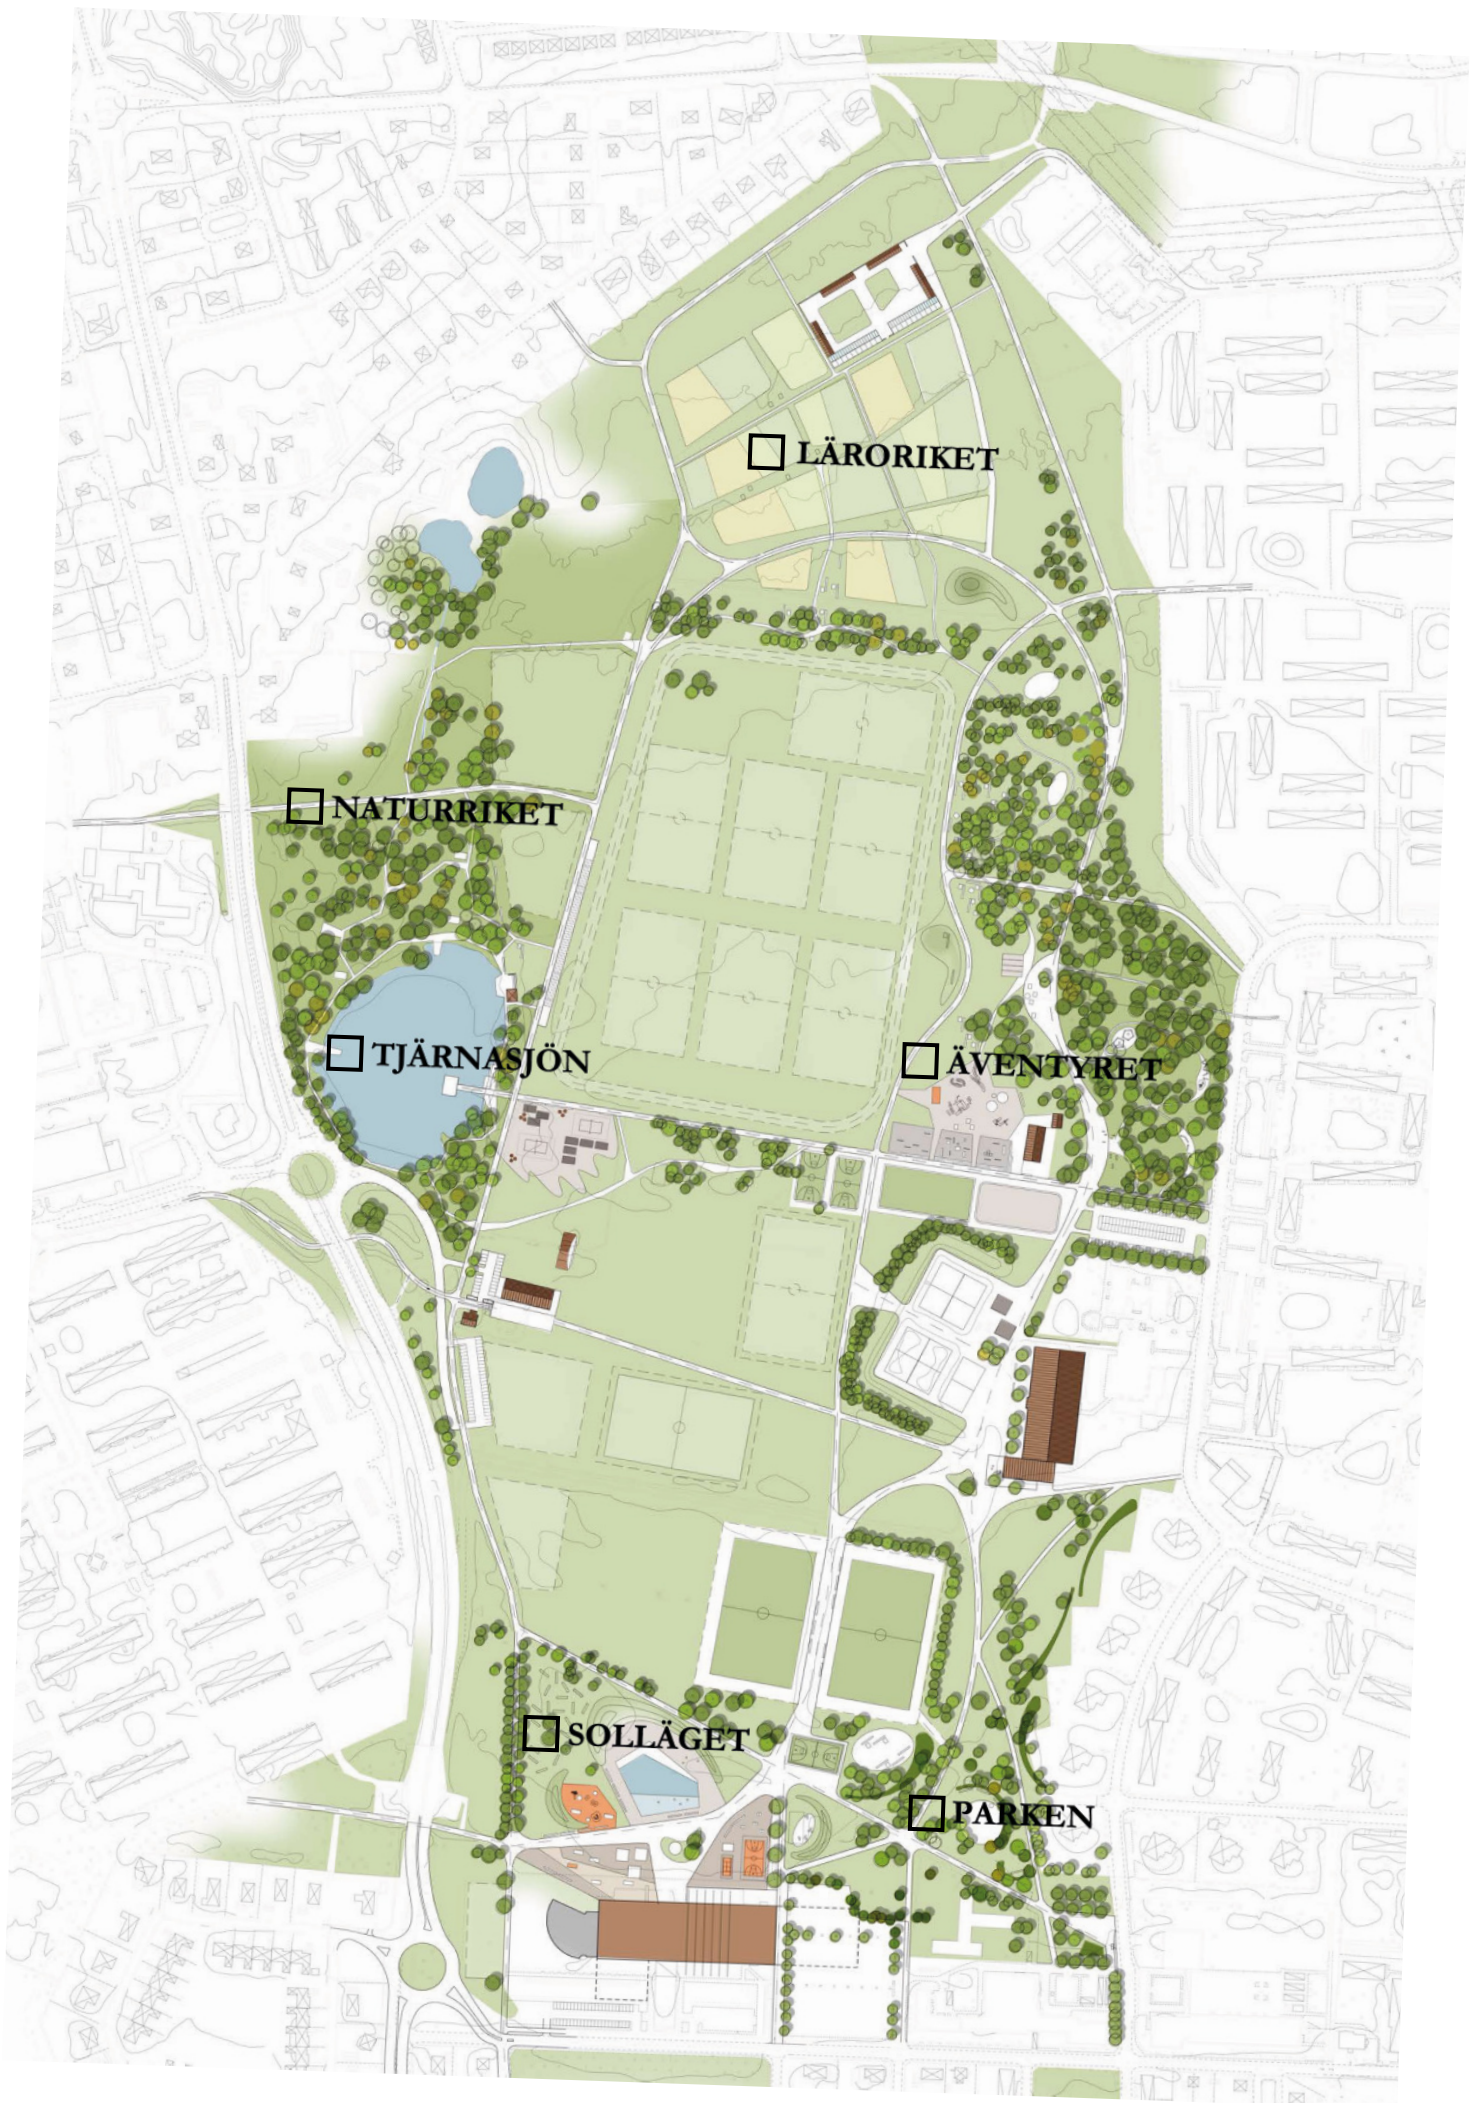 LÄRORIKET
NATURRIKET
TJÄRNASJÖN
ÄVENTYRET
SOLLÄGET
PARKEN